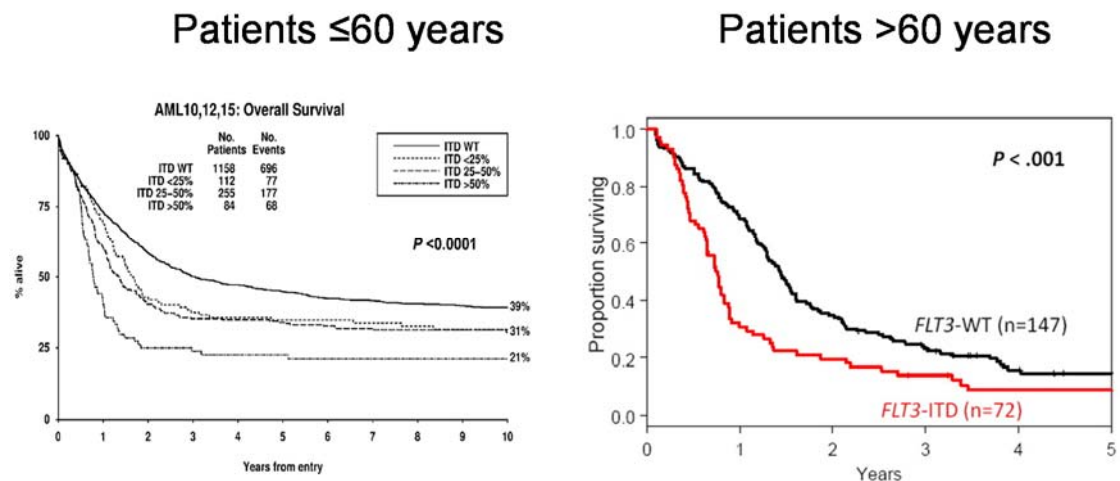 Patients ≤60 years
AML10,12,15: Overall Survival
No. No.
Patients Events
ITD WT 1158 696
ITD <25% 112 77
ITD 25–50% 255 177
ITD >50% 84 68
ITD WT
ITD <25%
ITD 25–50%
ITD >50%
P <0.0001
% alive
100
75
50
25
0
39%
31%
21%
0 1 2 3 4 5 6 7 8 9 10
Years from entry
Patients >60 years
P < .001
Proportion surviving
1.0
0.8
0.6
0.4
0.2
0.0
FLT3-WT (n=147)
FLT3-ITD (n=72)
0 1 2 3 4 5
Years